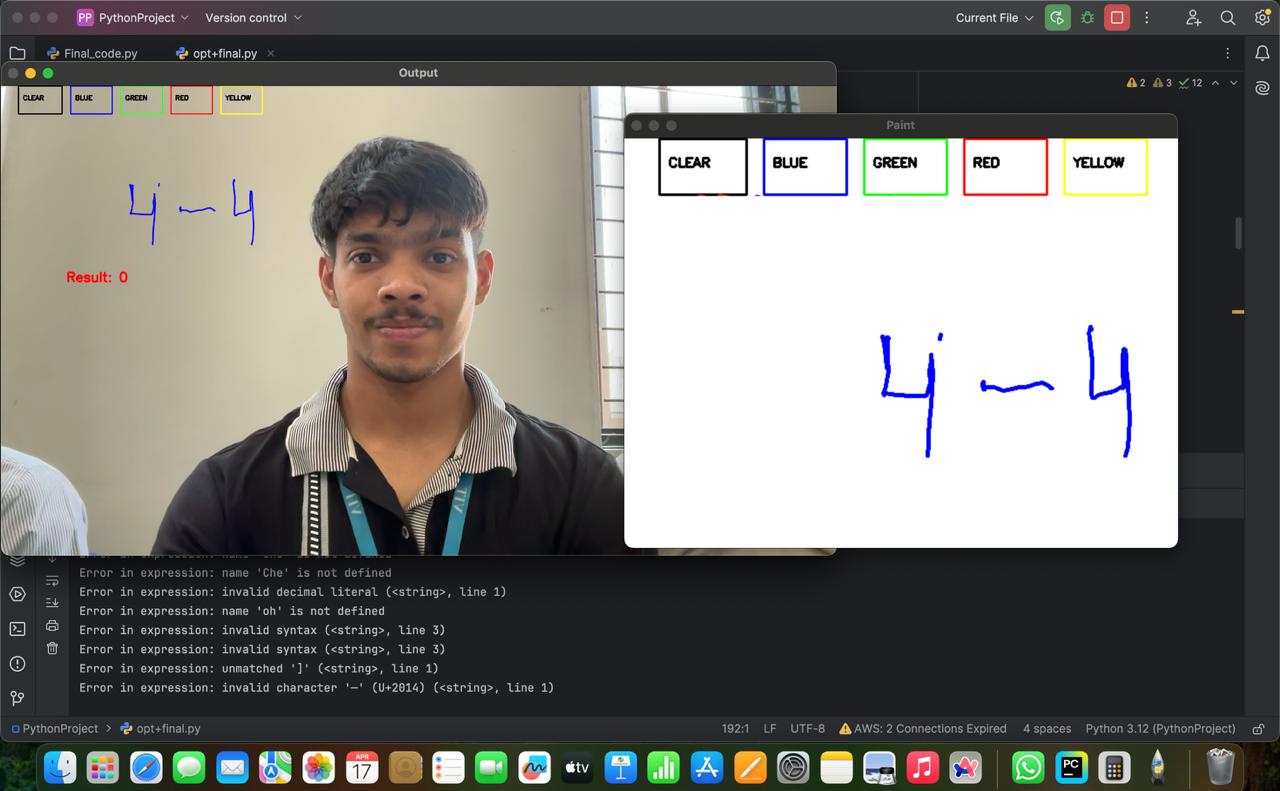 PP PythonProject Version control Current File
Final_code.py opt+final.py
2 3 12
Output
CLEAR BLUE GREEN RED YELLOW
4 — 4
Result: 0
Paint
CLEAR BLUE GREEN RED YELLOW
4 — 4
Error in expression: name 'Che' is not defined
Error in expression: invalid decimal literal (<string>, line 1)
Error in expression: name 'oh' is not defined
Error in expression: invalid syntax (<string>, line 3)
Error in expression: invalid syntax (<string>, line 3)
Error in expression: unmatched ']' (<string>, line 1)
Error in expression: invalid character '—' (U+2014) (<string>, line 1)
PythonProject > opt+final.py 192:1 LF UTF-8 AWS: 2 Connections Expired 4 spaces Python 3.12 (PythonProject)
APR
17
tv
PC